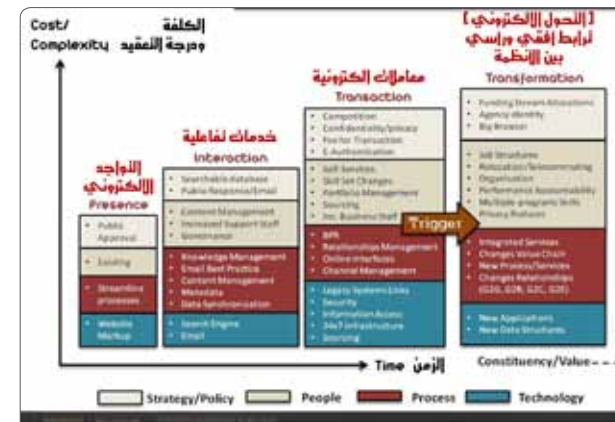 Cost/
Complexity
الكلفة
ودرجة التعقيد
التواجد
الالكتروني
Presence
Public
Approval
Existing
Streamline
processes
Website
Markup
خدمات تفاعلية
Interaction
Searchable database
Public Response/Email
Content Management
Increased Support Staff
Governance
Knowledge Management
Email Best Practice
Content Management
Metadata
Data Synchronization
Search Engine
Email
معاملات إلكترونية
Transaction
Competition
Confidentiality/privacy
Fee for Transaction
E-Authentication
Self-Services
Skill Set Changes
Portfolio Management
Sourcing
Inc. Business Staff
BPR
Relationships Management
Online Interfaces
Channel Management
Legacy Systems Links
Security
Information Access
24x7 Infrastructure
Sourcing
Trigger
(التحول الالكتروني)
ترابط أفقي ورأسي
بين الانظمة
Transformation
Funding Stream Allocations
Agency Identity
Big Browser
Job Structures
Relocation/Telecommuting
Organisation
Performance Accountability
Multiple-programs Skills
Privacy Reduces
Integrated Services
Changes Value Chain
New Process/Services
Changes Relationships
(G2G, G2B, G2C, G2E)
New Applications
New Data Structures
Time الزمن
Constituency/Value
Strategy/Policy
People
Process
Technology